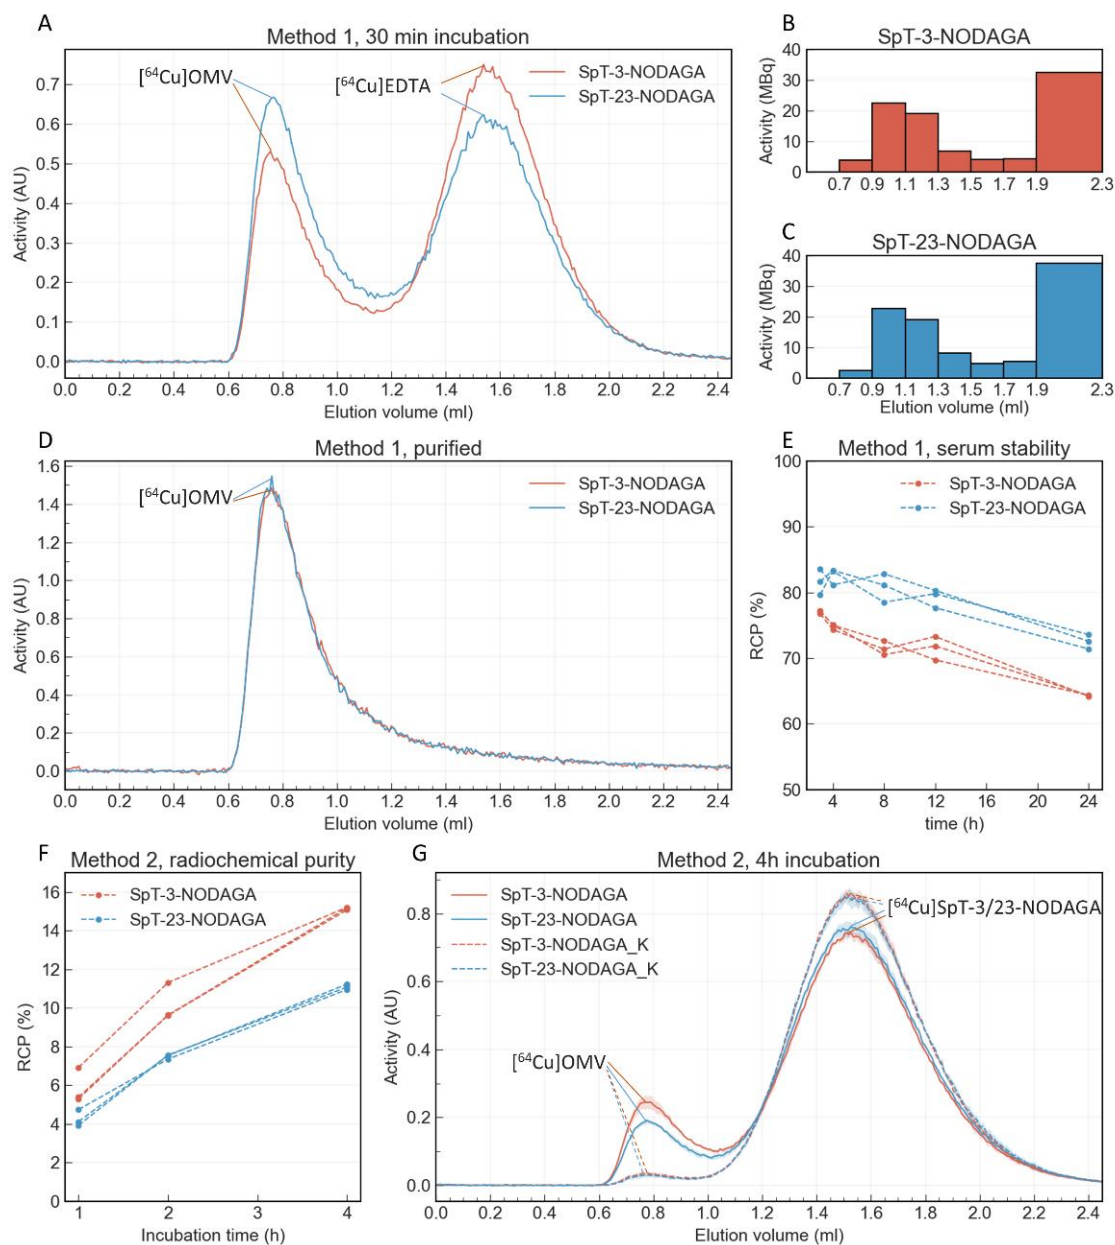 A
Method 1, 30 min incubation
[⁶⁴Cu]OMV
[⁶⁴Cu]EDTA
SpT-3-NODAGA
SpT-23-NODAGA
Activity (AU)
0.7
0.6
0.5
0.4
0.3
0.2
0.1
0.0
0.0 0.2 0.4 0.6 0.8 1.0 1.2 1.4 1.6 1.8 2.0 2.2 2.4
Elution volume (ml)
B
SpT-3-NODAGA
Activity (MBq)
40
30
20
10
0
0.7 0.9 1.1 1.3 1.5 1.7 1.9 2.3
C
SpT-23-NODAGA
Activity (MBq)
40
30
20
10
0
0.7 0.9 1.1 1.3 1.5 1.7 1.9 2.3
Elution volume (ml)
D
Method 1, purified
[⁶⁴Cu]OMV
SpT-3-NODAGA
SpT-23-NODAGA
Activity (AU)
1.6
1.4
1.2
1.0
0.8
0.6
0.4
0.2
0.0
0.0 0.2 0.4 0.6 0.8 1.0 1.2 1.4 1.6 1.8 2.0 2.2 2.4
Elution volume (ml)
E
Method 1, serum stability
SpT-3-NODAGA
SpT-23-NODAGA
RCP (%)
100
90
80
70
60
50
4 8 12 16 20 24
time (h)
F
Method 2, radiochemical purity
SpT-3-NODAGA
SpT-23-NODAGA
RCP (%)
16
14
12
10
8
6
4
2
0
1 2 3 4
Incubation time (h)
G
Method 2, 4h incubation
SpT-3-NODAGA
SpT-23-NODAGA
SpT-3-NODAGA_K
SpT-23-NODAGA_K
[⁶⁴Cu]SpT-3/23-NODAGA
[⁶⁴Cu]OMV
Activity (AU)
0.8
0.6
0.4
0.2
0.0
0.0 0.2 0.4 0.6 0.8 1.0 1.2 1.4 1.6 1.8 2.0 2.2 2.4
Elution volume (ml)